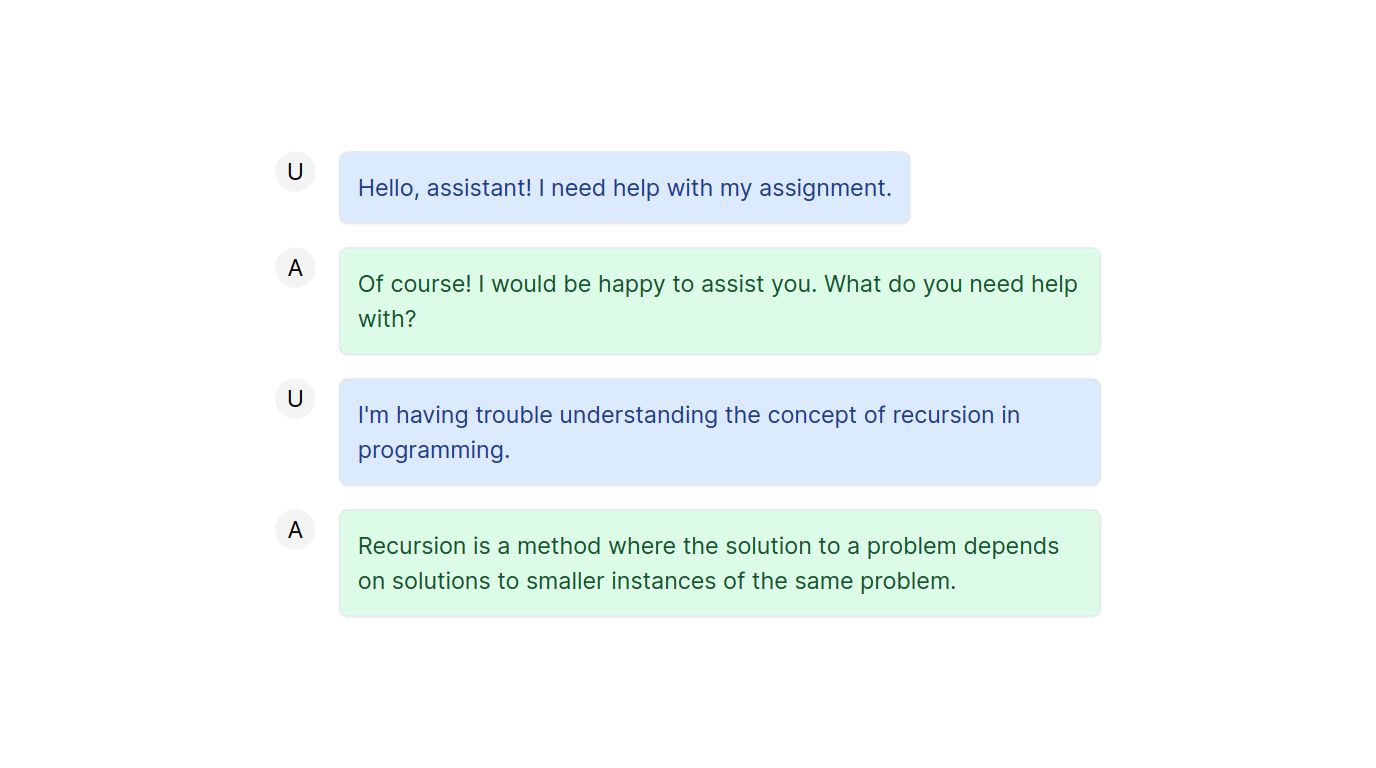 U
Hello, assistant! I need help with my assignment.
A
Of course! I would be happy to assist you. What do you need help
with?
U
I'm having trouble understanding the concept of recursion in
programming.
A
Recursion is a method where the solution to a problem depends
on solutions to smaller instances of the same problem.